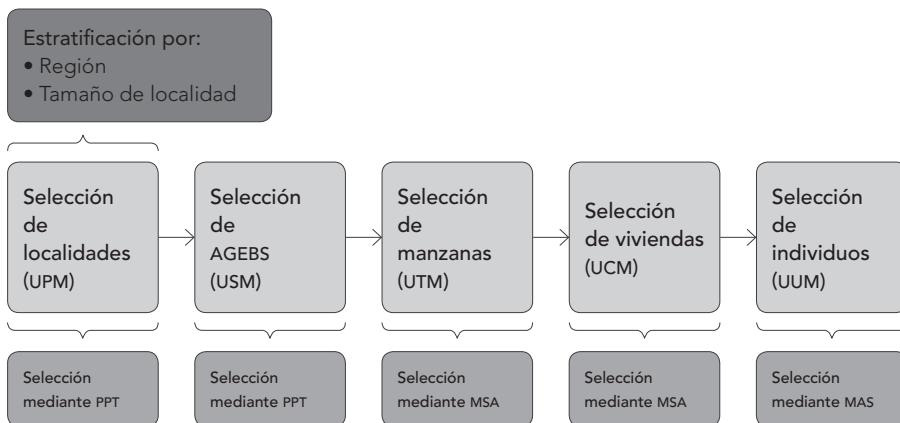 Estratificación por:
• Región
• Tamaño de localidad
Selección
de
localidades
(UPM)
Selección
de
AGEBS
(USM)
Selección
de
manzanas
(UTM)
Selección
de viviendas
(UCM)
Selección
de
individuos
(UUM)
Selección
mediante PPT
Selección
mediante PPT
Selección
mediante MSA
Selección
mediante MSA
Selección
mediante MAS